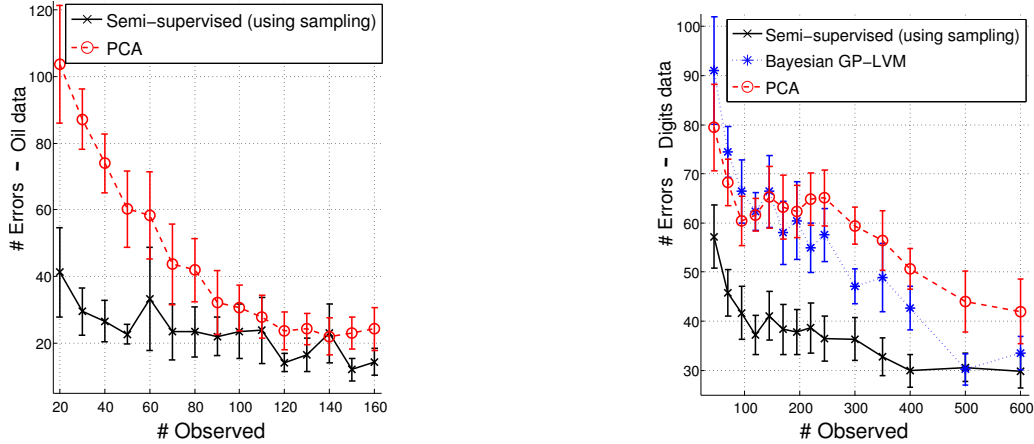 Semi-supervised (using sampling)
PCA
120
100
80
60
40
20
# Errors - Oil data
20 40 60 80 100 120 140 160
# Observed
Semi-supervised (using sampling)
Bayesian GP-LVM
PCA
100
90
80
70
60
50
40
30
# Errors - Digits data
100 200 300 400 500 600
# Observed